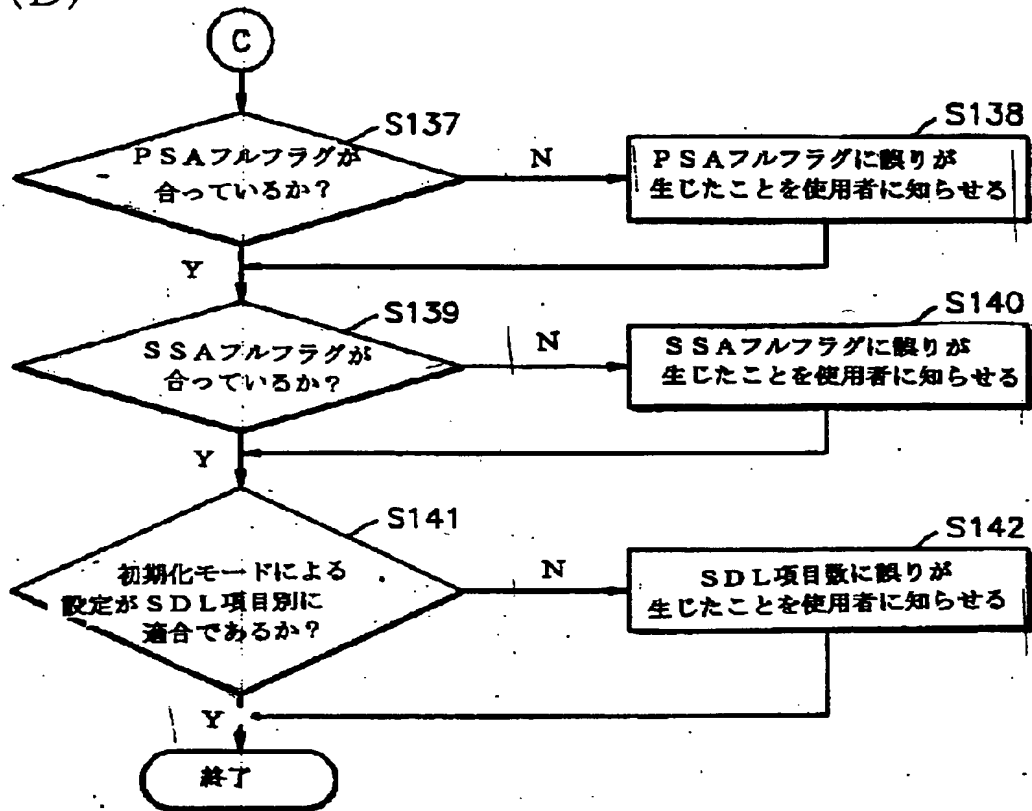 (D)
C
S137
PSAフルフラグが
合っているか?
N
S138
PSAフルフラグに誤りが
生じたことを使用者に知らせる
Y
S139
SSAフルフラグが
合っているか?
N
S140
SSAフルフラグに誤りが
生じたことを使用者に知らせる
Y
S141
初期化モードによる
設定がSDL項目別に
適合であるか?
N
S142
SDL項目数に誤りが
生じたことを使用者に知らせる
Y
終了